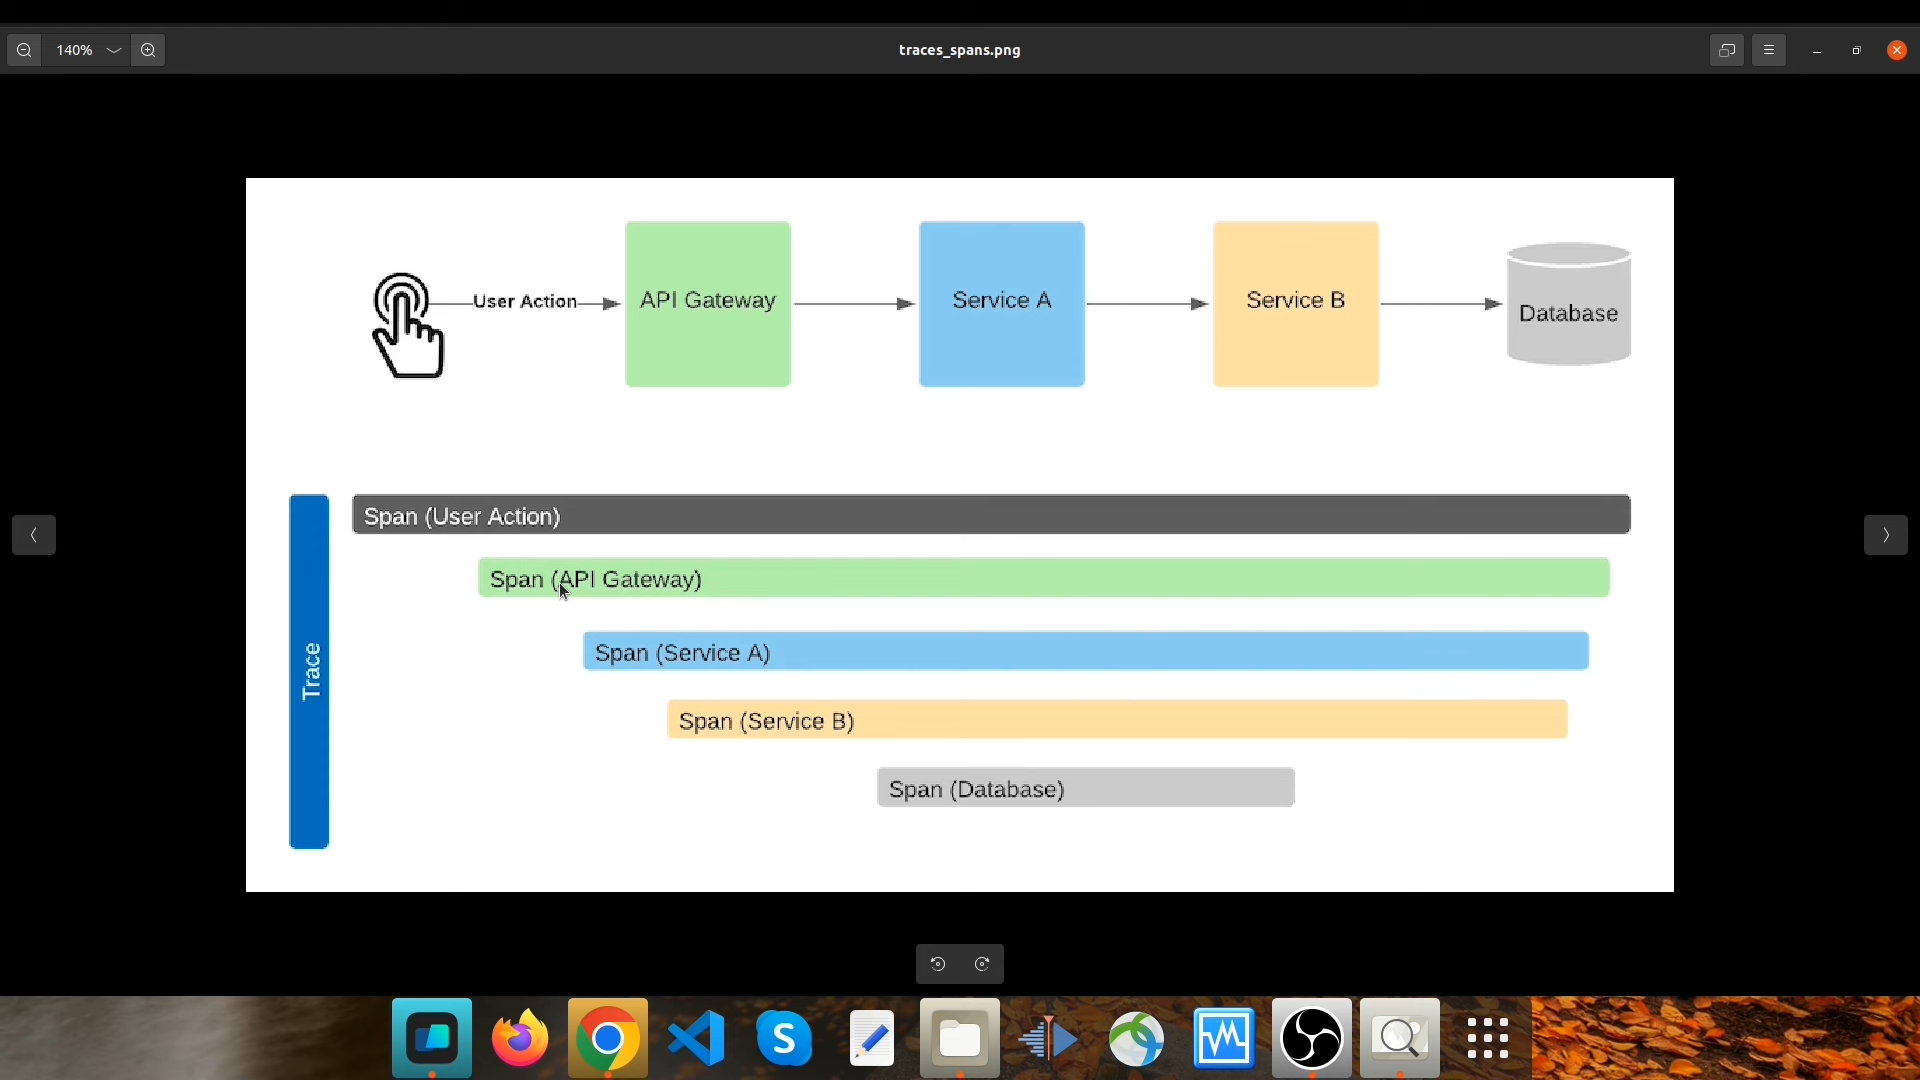 140%
traces_spans.png
User Action
API Gateway
Service A
Service B
Database
Trace
Span (User Action)
Span (API Gateway)
Span (Service A)
Span (Service B)
Span (Database)